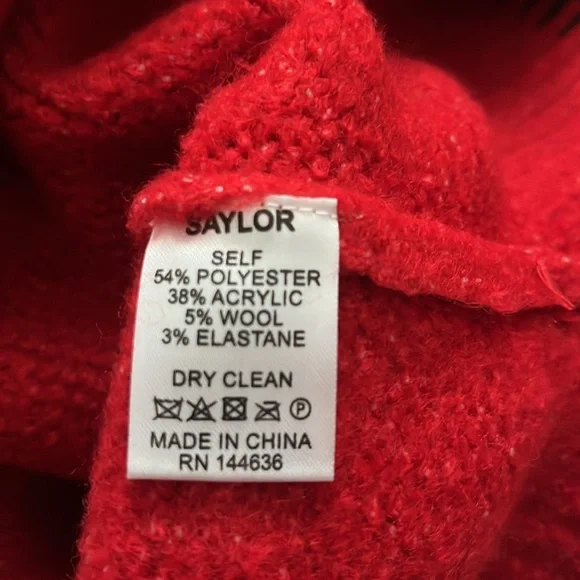 SAYLOR
SELF
54% POLYESTER
38% ACRYLIC
5% WOOL
3% ELASTANE
DRY CLEAN
P
MADE IN CHINA
RN 144636